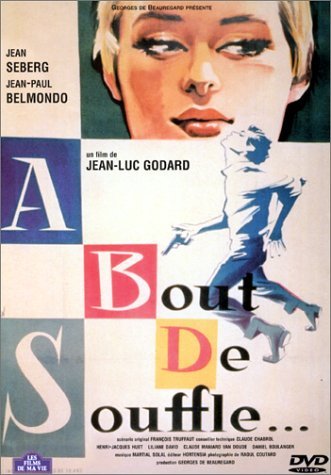 GEORGES DE BEAUREGARD PRÉSENTE
JEAN
SEBERG
JEAN-PAUL
BELMONDO
un film de
JEAN-LUC GODARD
A
Bout
De
Souffle...
scénario original FRANÇOIS TRUFFAUT conseiller technique CLAUDE CHABROL
HENRI-JACQUES HUET LILIANE DAVID CLAUDE MANSARD VAN DOUDE DANIEL BOULANGER
musique MARTIAL SOLAL éditeur HORTENSIA photographie de RAOUL COUTARD
production GEORGES DE BEAUREGARD
LES
FILMS
DE MA VIE
DVD
VIDEO